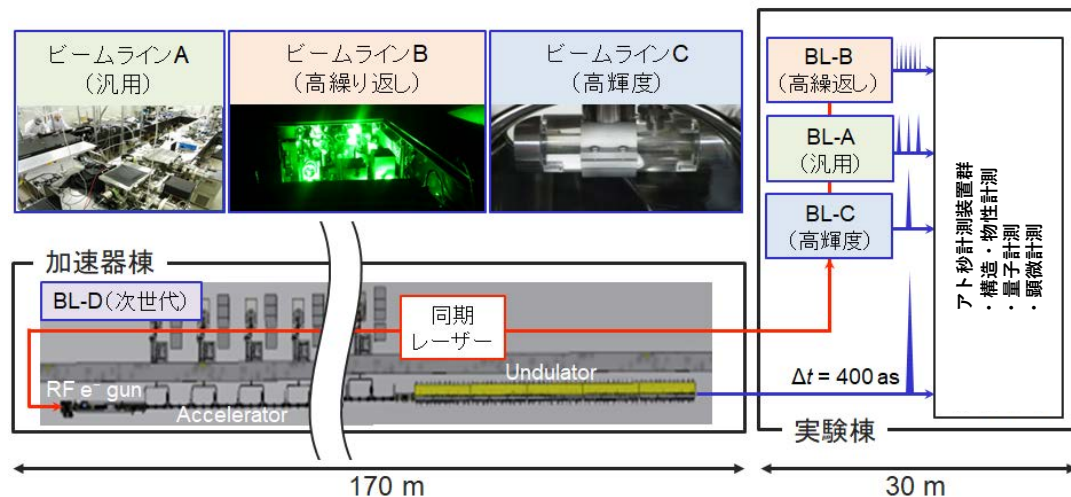 ビームラインA
(汎用)
ビームラインB
(高繰り返し)
ビームラインC
(高輝度)
加速器棟
BL-D(次世代)
同期
レーザー
RF e⁻ gun
Accelerator
Undulator
170 m
BL-B
(高繰返し)
BL-A
(汎用)
BL-C
(高輝度)
Δt = 400 as
アト秒計測装置群
・構造・物性計測
・量子計測
・顕微計測
実験棟
30 m